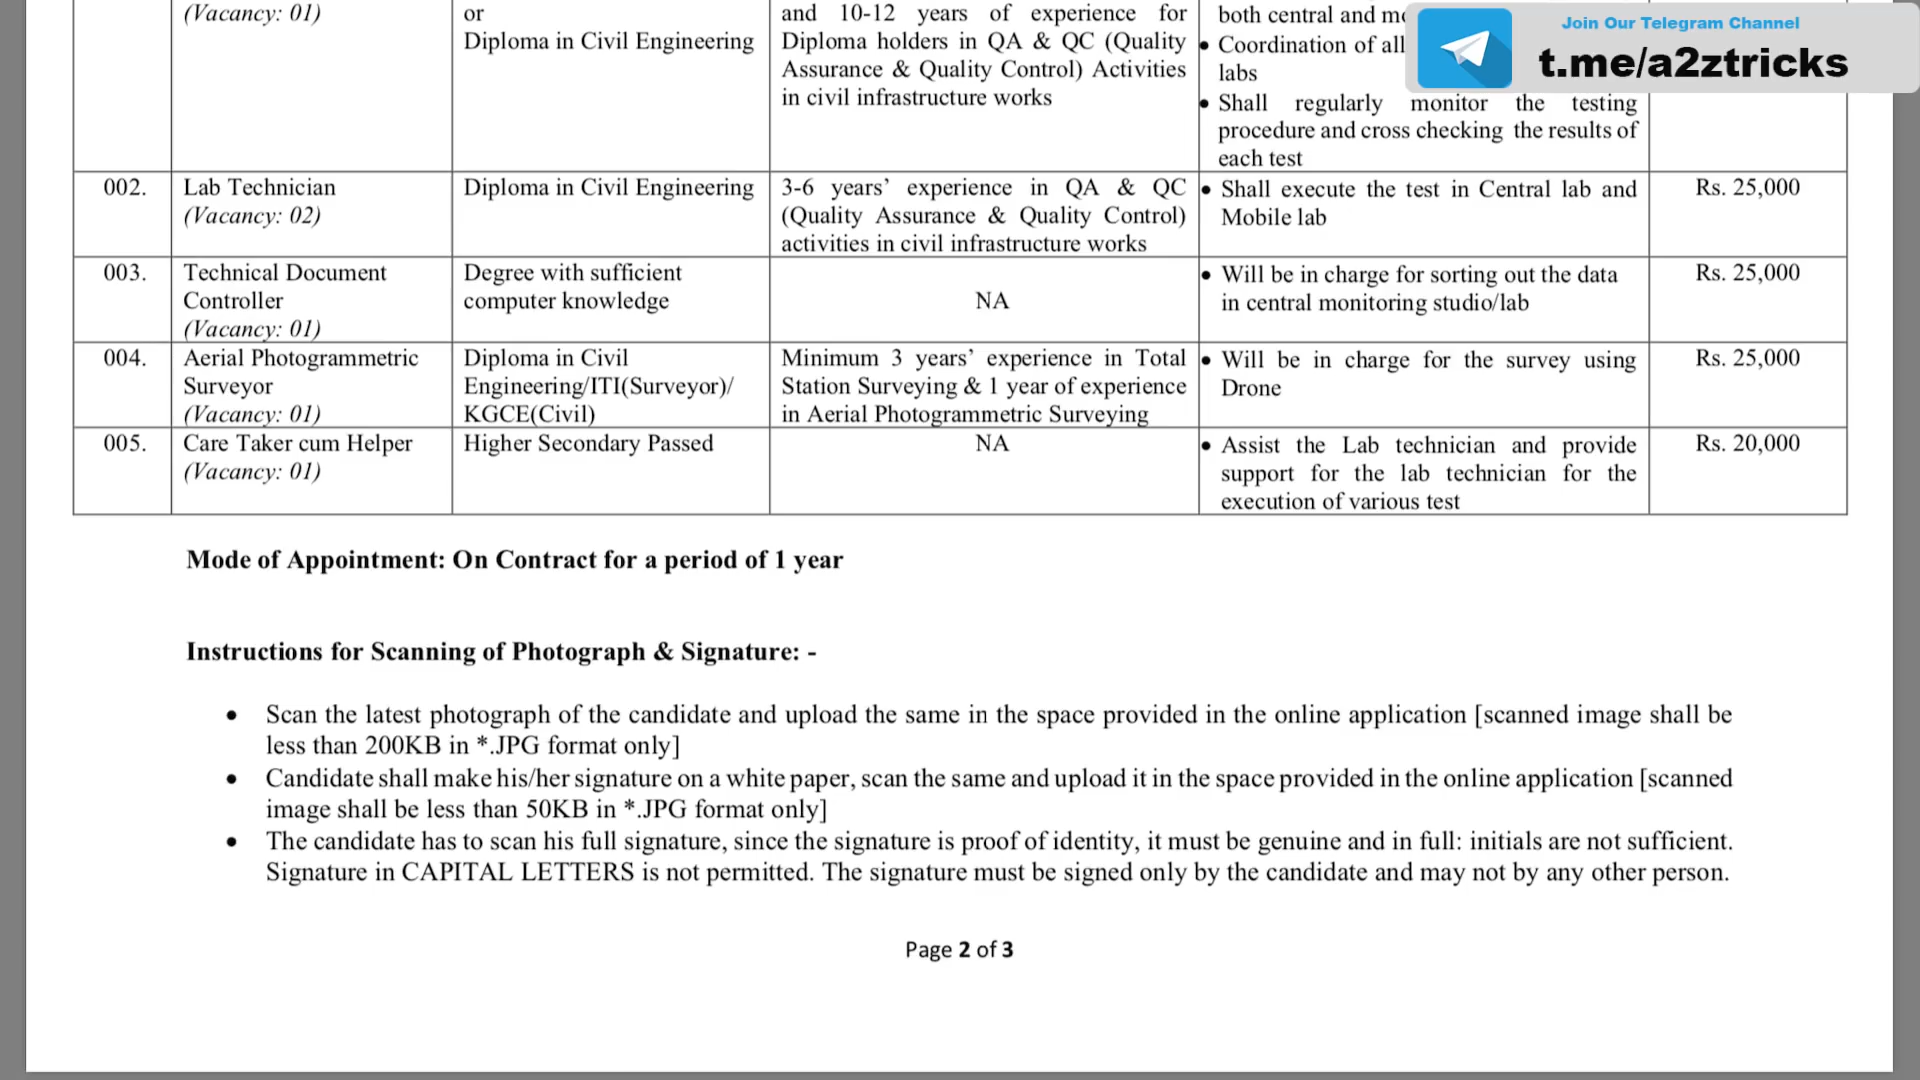 (Vacancy: 01)
or
Diploma in Civil Engineering
and 10-12 years of experience for
Diploma holders in QA & QC (Quality
Assurance & Quality Control) Activities
in civil infrastructure works
both central and
• Coordination of all
labs
• Shall regularly monitor the testing
procedure and cross checking the results of
each test
Join Our Telegram Channel
t.me/a2ztricks
002.
Lab Technician
(Vacancy: 02)
Diploma in Civil Engineering
3-6 years’ experience in QA & QC
(Quality Assurance & Quality Control)
activities in civil infrastructure works
• Shall execute the test in Central lab and
Mobile lab
Rs. 25,000
003.
Technical Document
Controller
(Vacancy: 01)
Degree with sufficient
computer knowledge
NA
• Will be in charge for sorting out the data
in central monitoring studio/lab
Rs. 25,000
004.
Aerial Photogrammetric
Surveyor
(Vacancy: 01)
Diploma in Civil
Engineering/ITI(Surveyor)/
KGCE(Civil)
Minimum 3 years’ experience in Total
Station Surveying & 1 year of experience
in Aerial Photogrammetric Surveying
• Will be in charge for the survey using
Drone
Rs. 25,000
005.
Care Taker cum Helper
(Vacancy: 01)
Higher Secondary Passed
NA
• Assist the Lab technician and provide
support for the lab technician for the
execution of various test
Rs. 20,000
Mode of Appointment: On Contract for a period of 1 year
Instructions for Scanning of Photograph & Signature: -
• Scan the latest photograph of the candidate and upload the same in the space provided in the online application [scanned image shall be
less than 200KB in *.JPG format only]
• Candidate shall make his/her signature on a white paper, scan the same and upload it in the space provided in the online application [scanned
image shall be less than 50KB in *.JPG format only]
• The candidate has to scan his full signature, since the signature is proof of identity, it must be genuine and in full: initials are not sufficient.
Signature in CAPITAL LETTERS is not permitted. The signature must be signed only by the candidate and may not by any other person.
Page 2 of 3